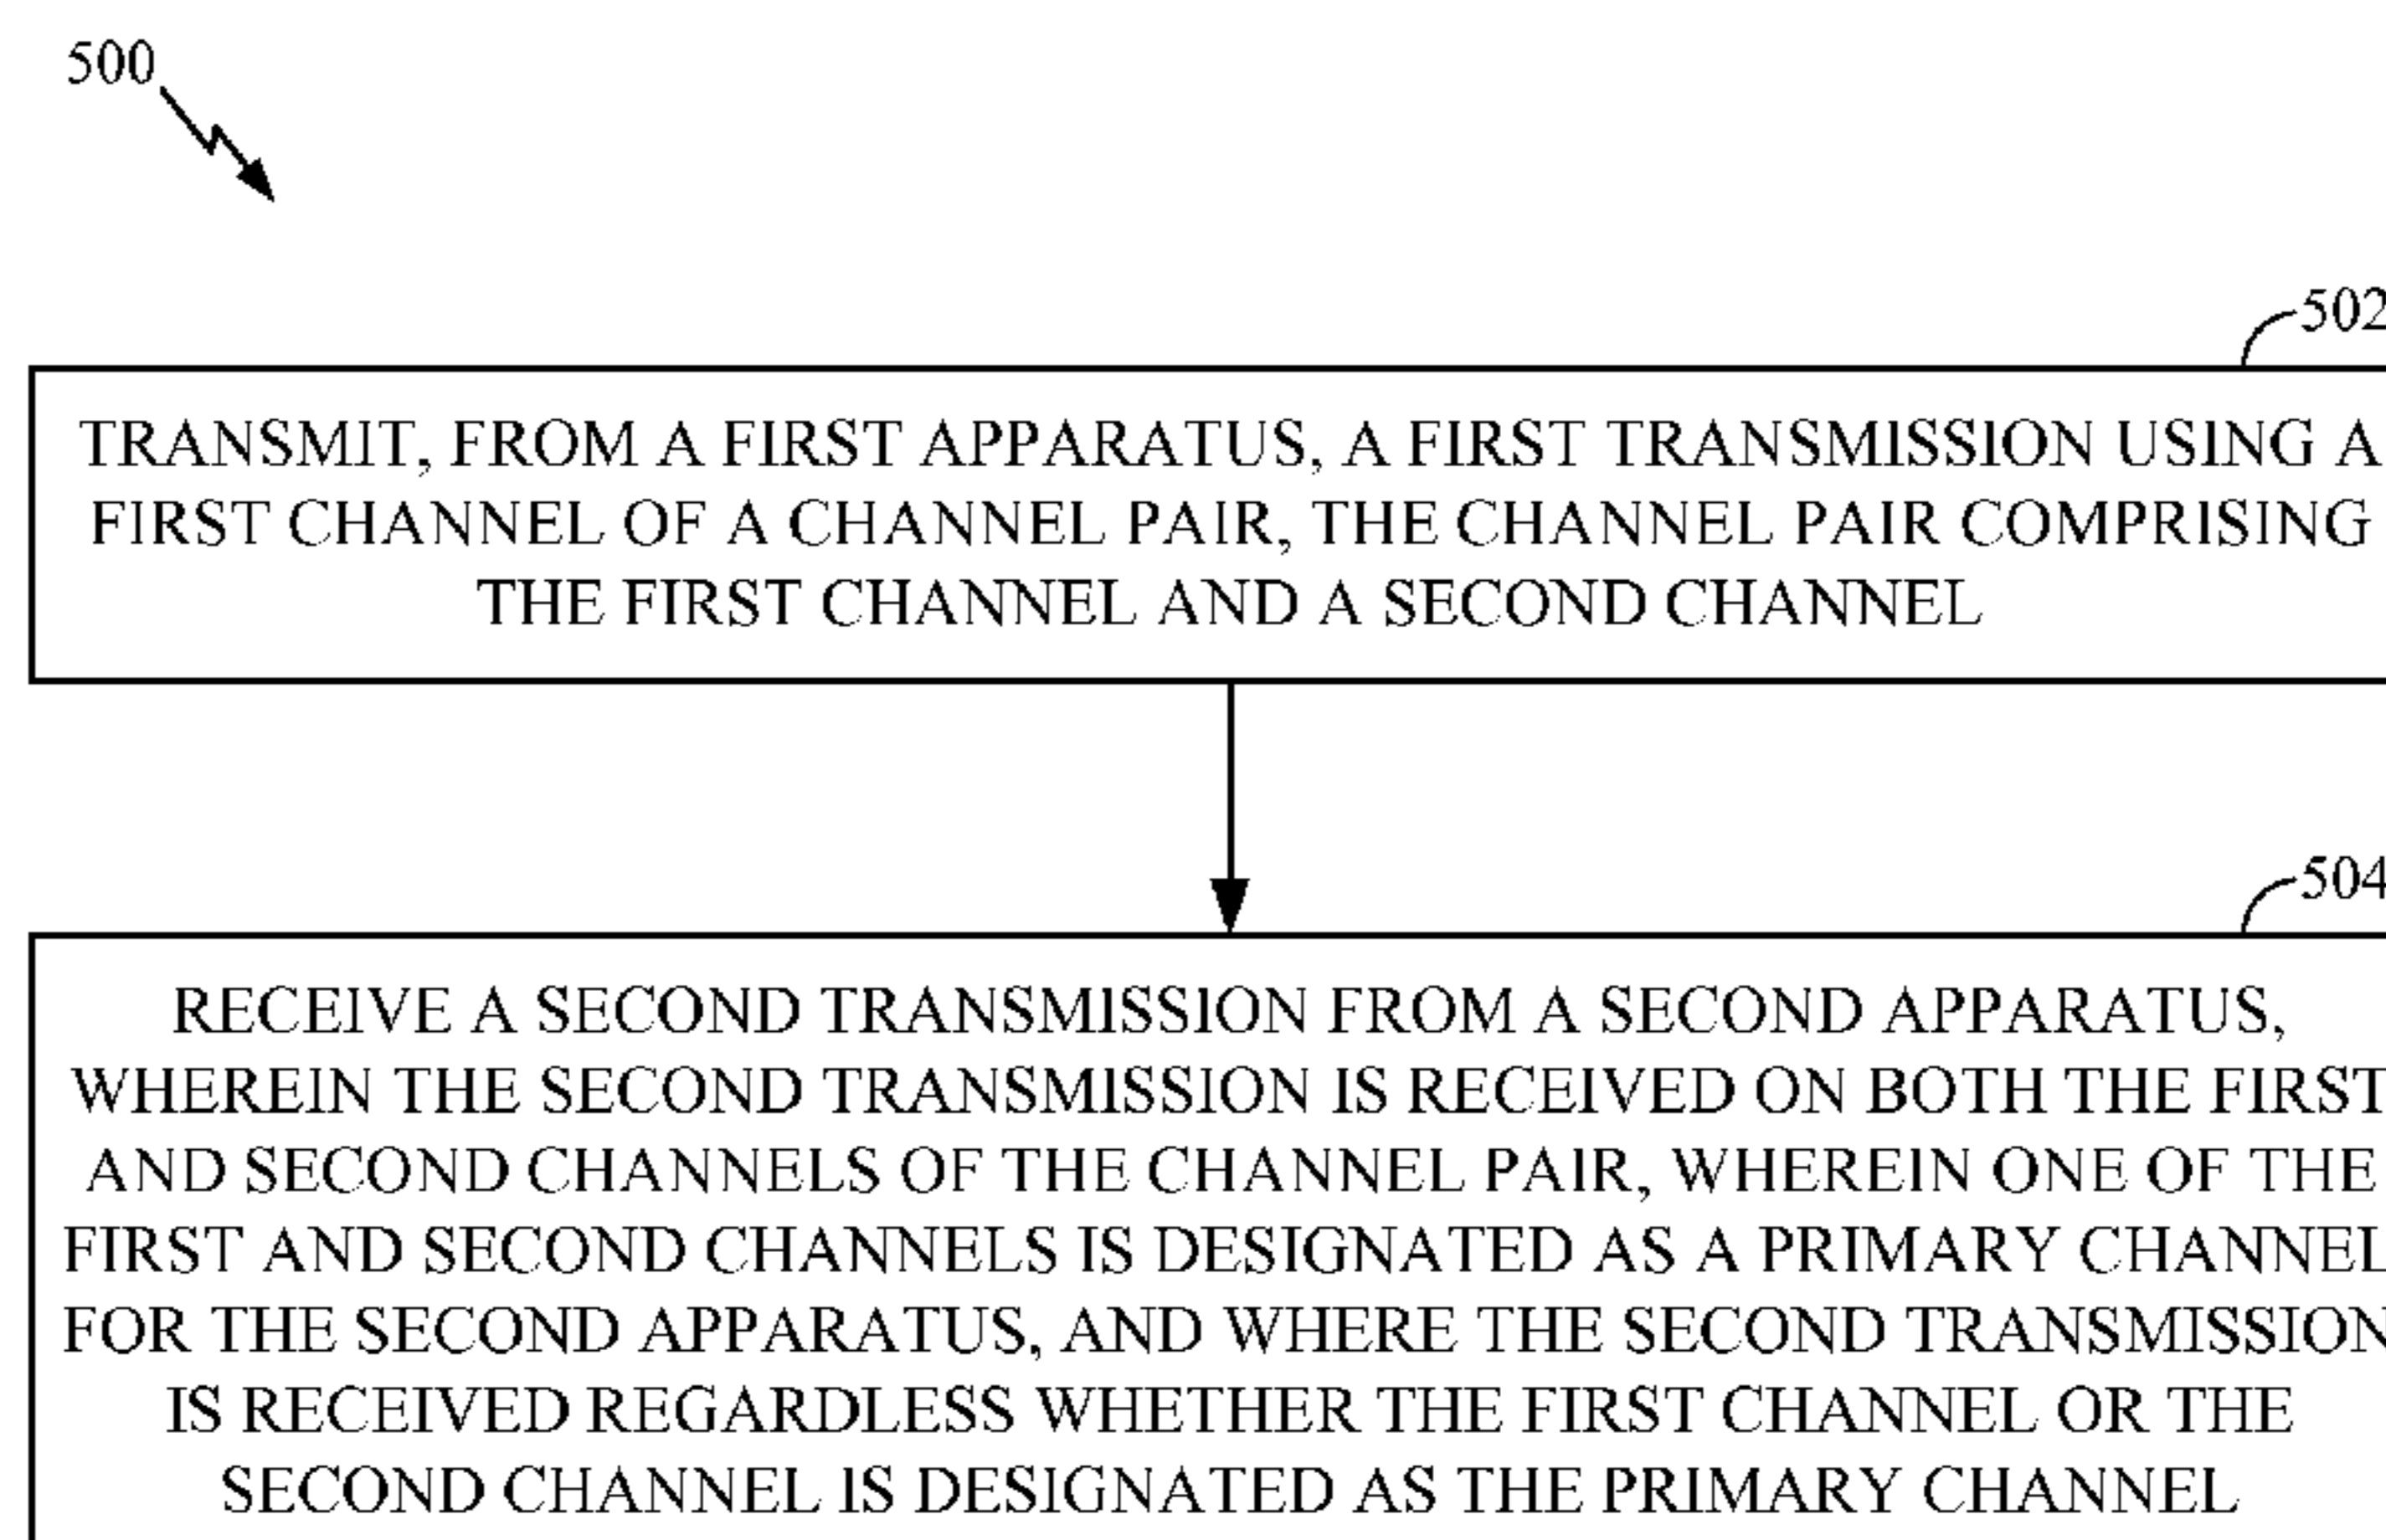 500
502
TRANSMIT, FROM A FIRST APPARATUS, A FIRST TRANSMISSION USING A
FIRST CHANNEL OF A CHANNEL PAIR, THE CHANNEL PAIR COMPRISING
THE FIRST CHANNEL AND A SECOND CHANNEL
504
RECEIVE A SECOND TRANSMISSION FROM A SECOND APPARATUS,
WHEREIN THE SECOND TRANSMISSION IS RECEIVED ON BOTH THE FIRST
AND SECOND CHANNELS OF THE CHANNEL PAIR, WHEREIN ONE OF THE
FIRST AND SECOND CHANNELS IS DESIGNATED AS A PRIMARY CHANNEL
FOR THE SECOND APPARATUS, AND WHERE THE SECOND TRANSMISSION
IS RECEIVED REGARDLESS WHETHER THE FIRST CHANNEL OR THE
SECOND CHANNEL IS DESIGNATED AS THE PRIMARY CHANNEL